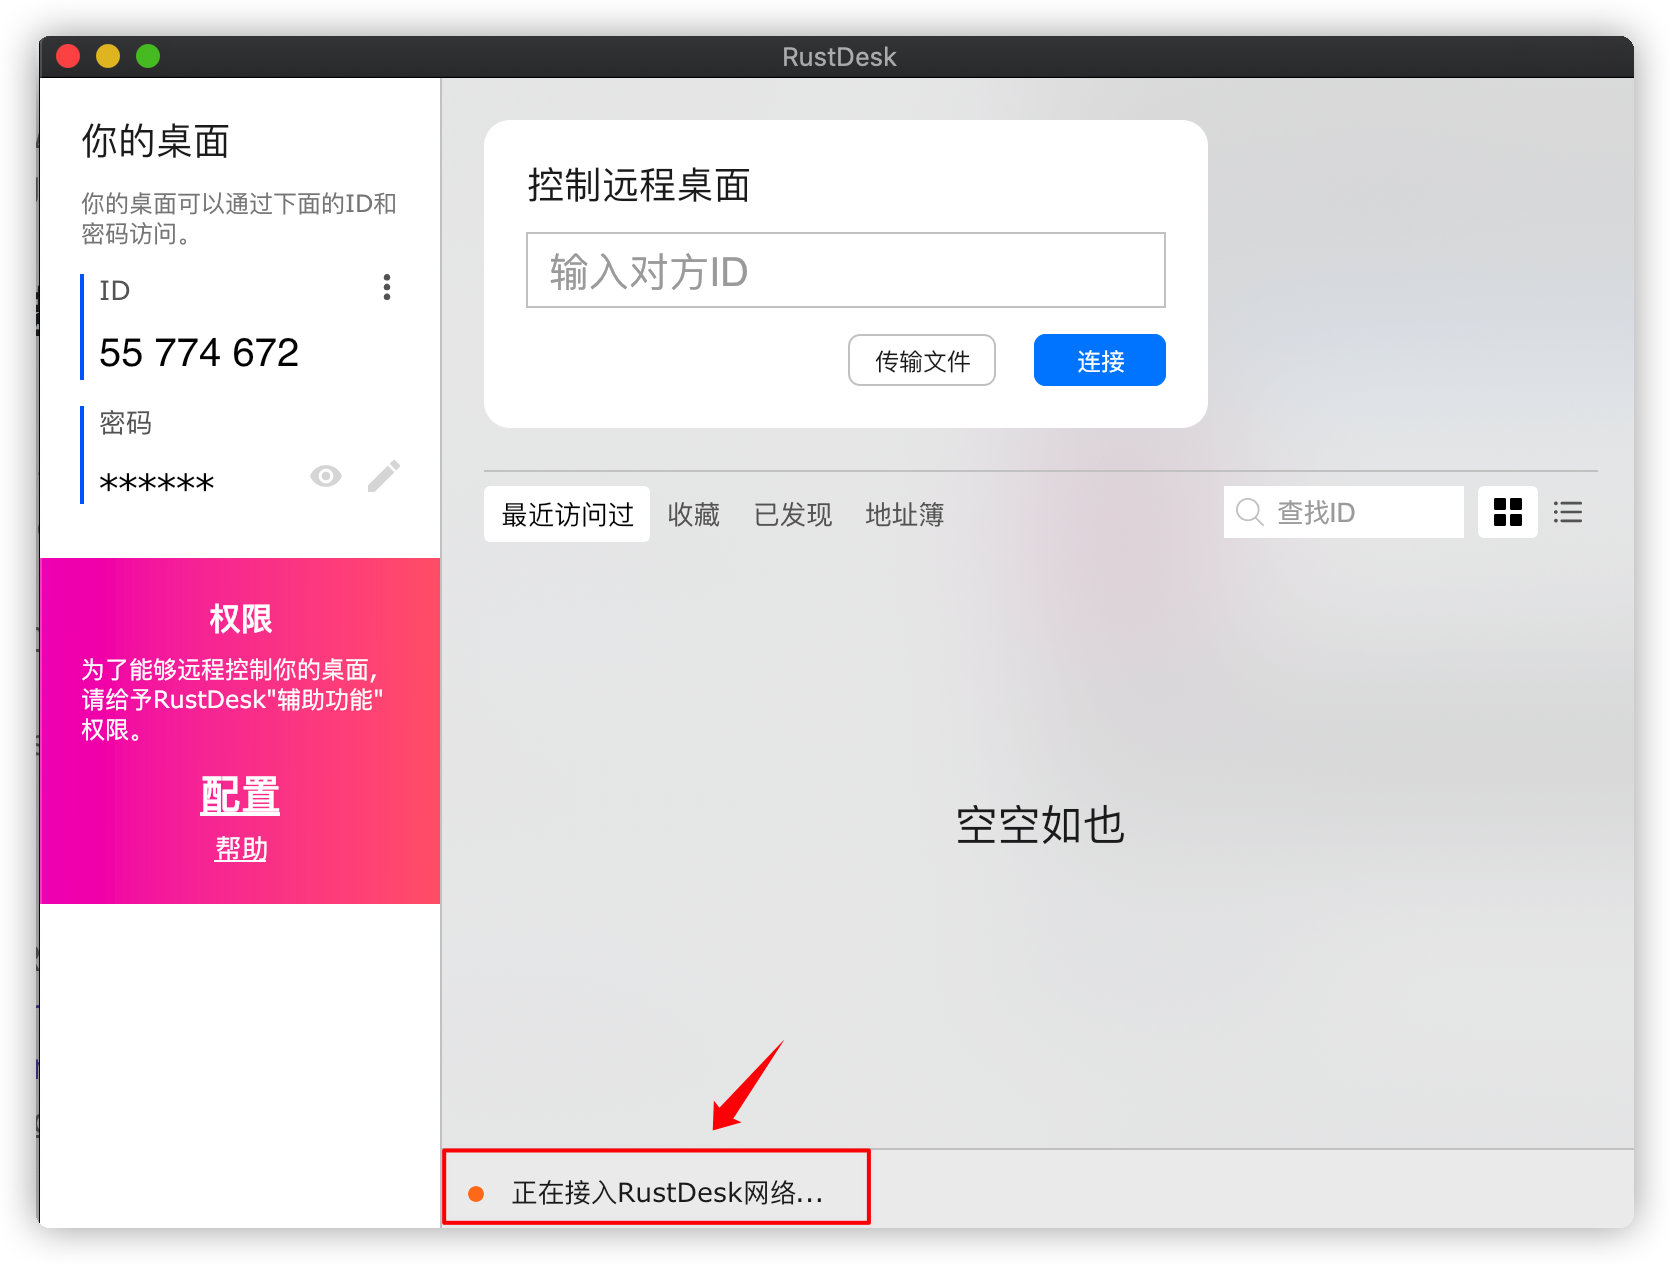 RustDesk
你的桌面
你的桌面可以通过下面的ID和
密码访问。
ID
55 774 672
密码
******
权限
为了能够远程控制你的桌面,
请给予RustDesk"辅助功能"
权限。
配置
帮助
控制远程桌面
输入对方ID
传输文件
连接
最近访问过
收藏
已发现
地址簿
查找ID
空空如也
正在接入RustDesk网络...